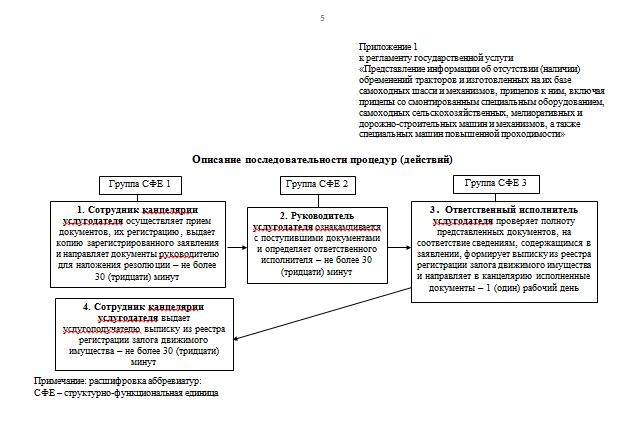 5
Приложение 1
к регламенту государственной услуги
«Представление информации об отсутствии (наличии)
обременений тракторов и изготовленных на их базе
самоходных шасси и механизмов, прицепов к ним, включая
прицепы со смонтированным специальным оборудованием,
самоходных сельскохозяйственных, мелиоративных и
дорожно-строительных машин и механизмов, а также
специальных машин повышенной проходимости»
Описание последовательности процедур (действий)
Группа СФЕ 1
Группа СФЕ 2
Группа СФЕ 3
1. Сотрудник канцелярии
услугодателя осуществляет прием
документов, их регистрацию, выдает
копию зарегистрированного заявления
и направляет документы руководителю
для наложения резолюции – не более
30 (тридцати) минут
2. Руководитель
услугодателя ознакамливается
с поступившими документами
и определяет ответственного
исполнителя – не более 30
(тридцати) минут
3. Ответственный исполнитель
услугодателя проверяет полноту
представленных документов, на
соответствие сведениям, содержащимся в
заявлении, формирует выписку из реестра
регистрации залога движимого имущества
и направляет в канцелярию исполненные
документы – 1 (один) рабочий день
4. Сотрудник канцелярии
услугодателя выдает
услугополучателю выписку из реестра
регистрации залога движимого
имущества – не более 30 (тридцати)
минут
Примечание: расшифровка аббревиатур:
СФЕ – структурно-функциональная единица